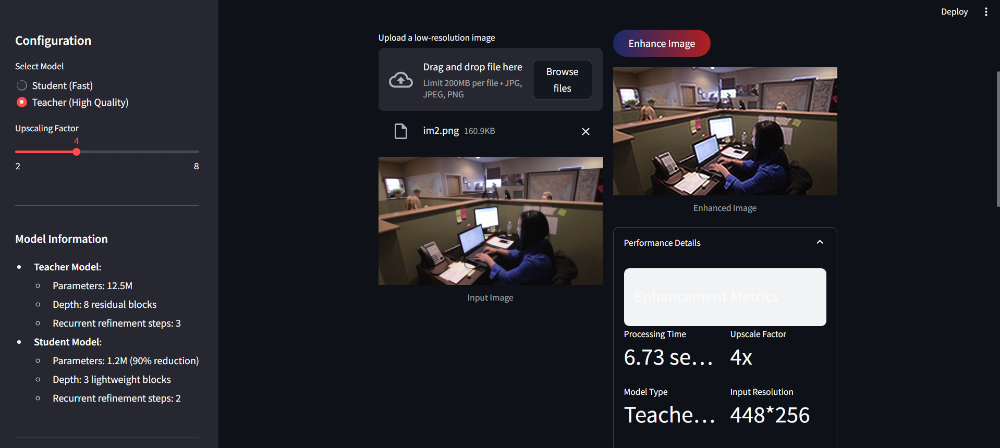 Deploy
Configuration
Select Model
Student (Fast)
Teacher (High Quality)
Upscaling Factor
4
2
8
Model Information
Teacher Model:
Parameters: 12.5M
Depth: 8 residual blocks
Recurrent refinement steps: 3
Student Model:
Parameters: 1.2M (90% reduction)
Depth: 3 lightweight blocks
Recurrent refinement steps: 2
Upload a low-resolution image
Drag and drop file here
Limit 200MB per file • JPG,
JPEG, PNG
Browse
files
im2.png 160.9KB
Input Image
Enhance Image
Enhanced Image
Performance Details
Enhancement Metrics
Processing Time
6.73 se...
Upscale Factor
4x
Model Type
Teache...
Input Resolution
448*256